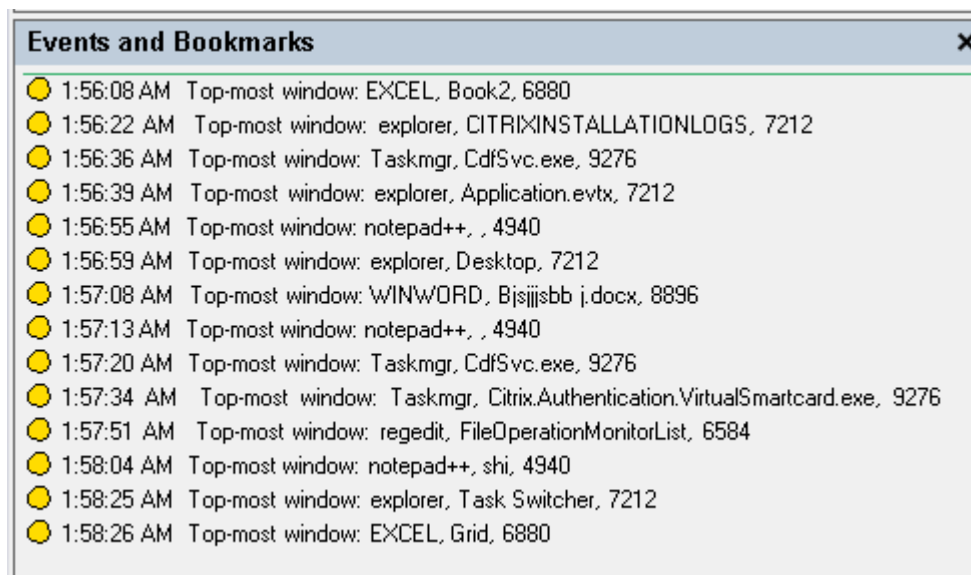 Events and Bookmarks
1:56:08 AM Top-most window: EXCEL, Book2, 6880
1:56:22 AM Top-most window: explorer, CITRIXINSTALLATIONLOGS, 7212
1:56:36 AM Top-most window: Taskmgr, CdfSvc.exe, 9276
1:56:39 AM Top-most window: explorer, Application.evtx, 7212
1:56:55 AM Top-most window: notepad++, , 4940
1:56:59 AM Top-most window: explorer, Desktop, 7212
1:57:08 AM Top-most window: WINWORD, Bjsjjjsbb j.docx, 8896
1:57:13 AM Top-most window: notepad++, , 4940
1:57:20 AM Top-most window: Taskmgr, CdfSvc.exe, 9276
1:57:34 AM Top-most window: Taskmgr, Citrix.Authentication.VirtualSmartcard.exe, 9276
1:57:51 AM Top-most window: regedit, FileOperationMonitorList, 6584
1:58:04 AM Top-most window: notepad++, shi, 4940
1:58:25 AM Top-most window: explorer, Task Switcher, 7212
1:58:26 AM Top-most window: EXCEL, Grid, 6880